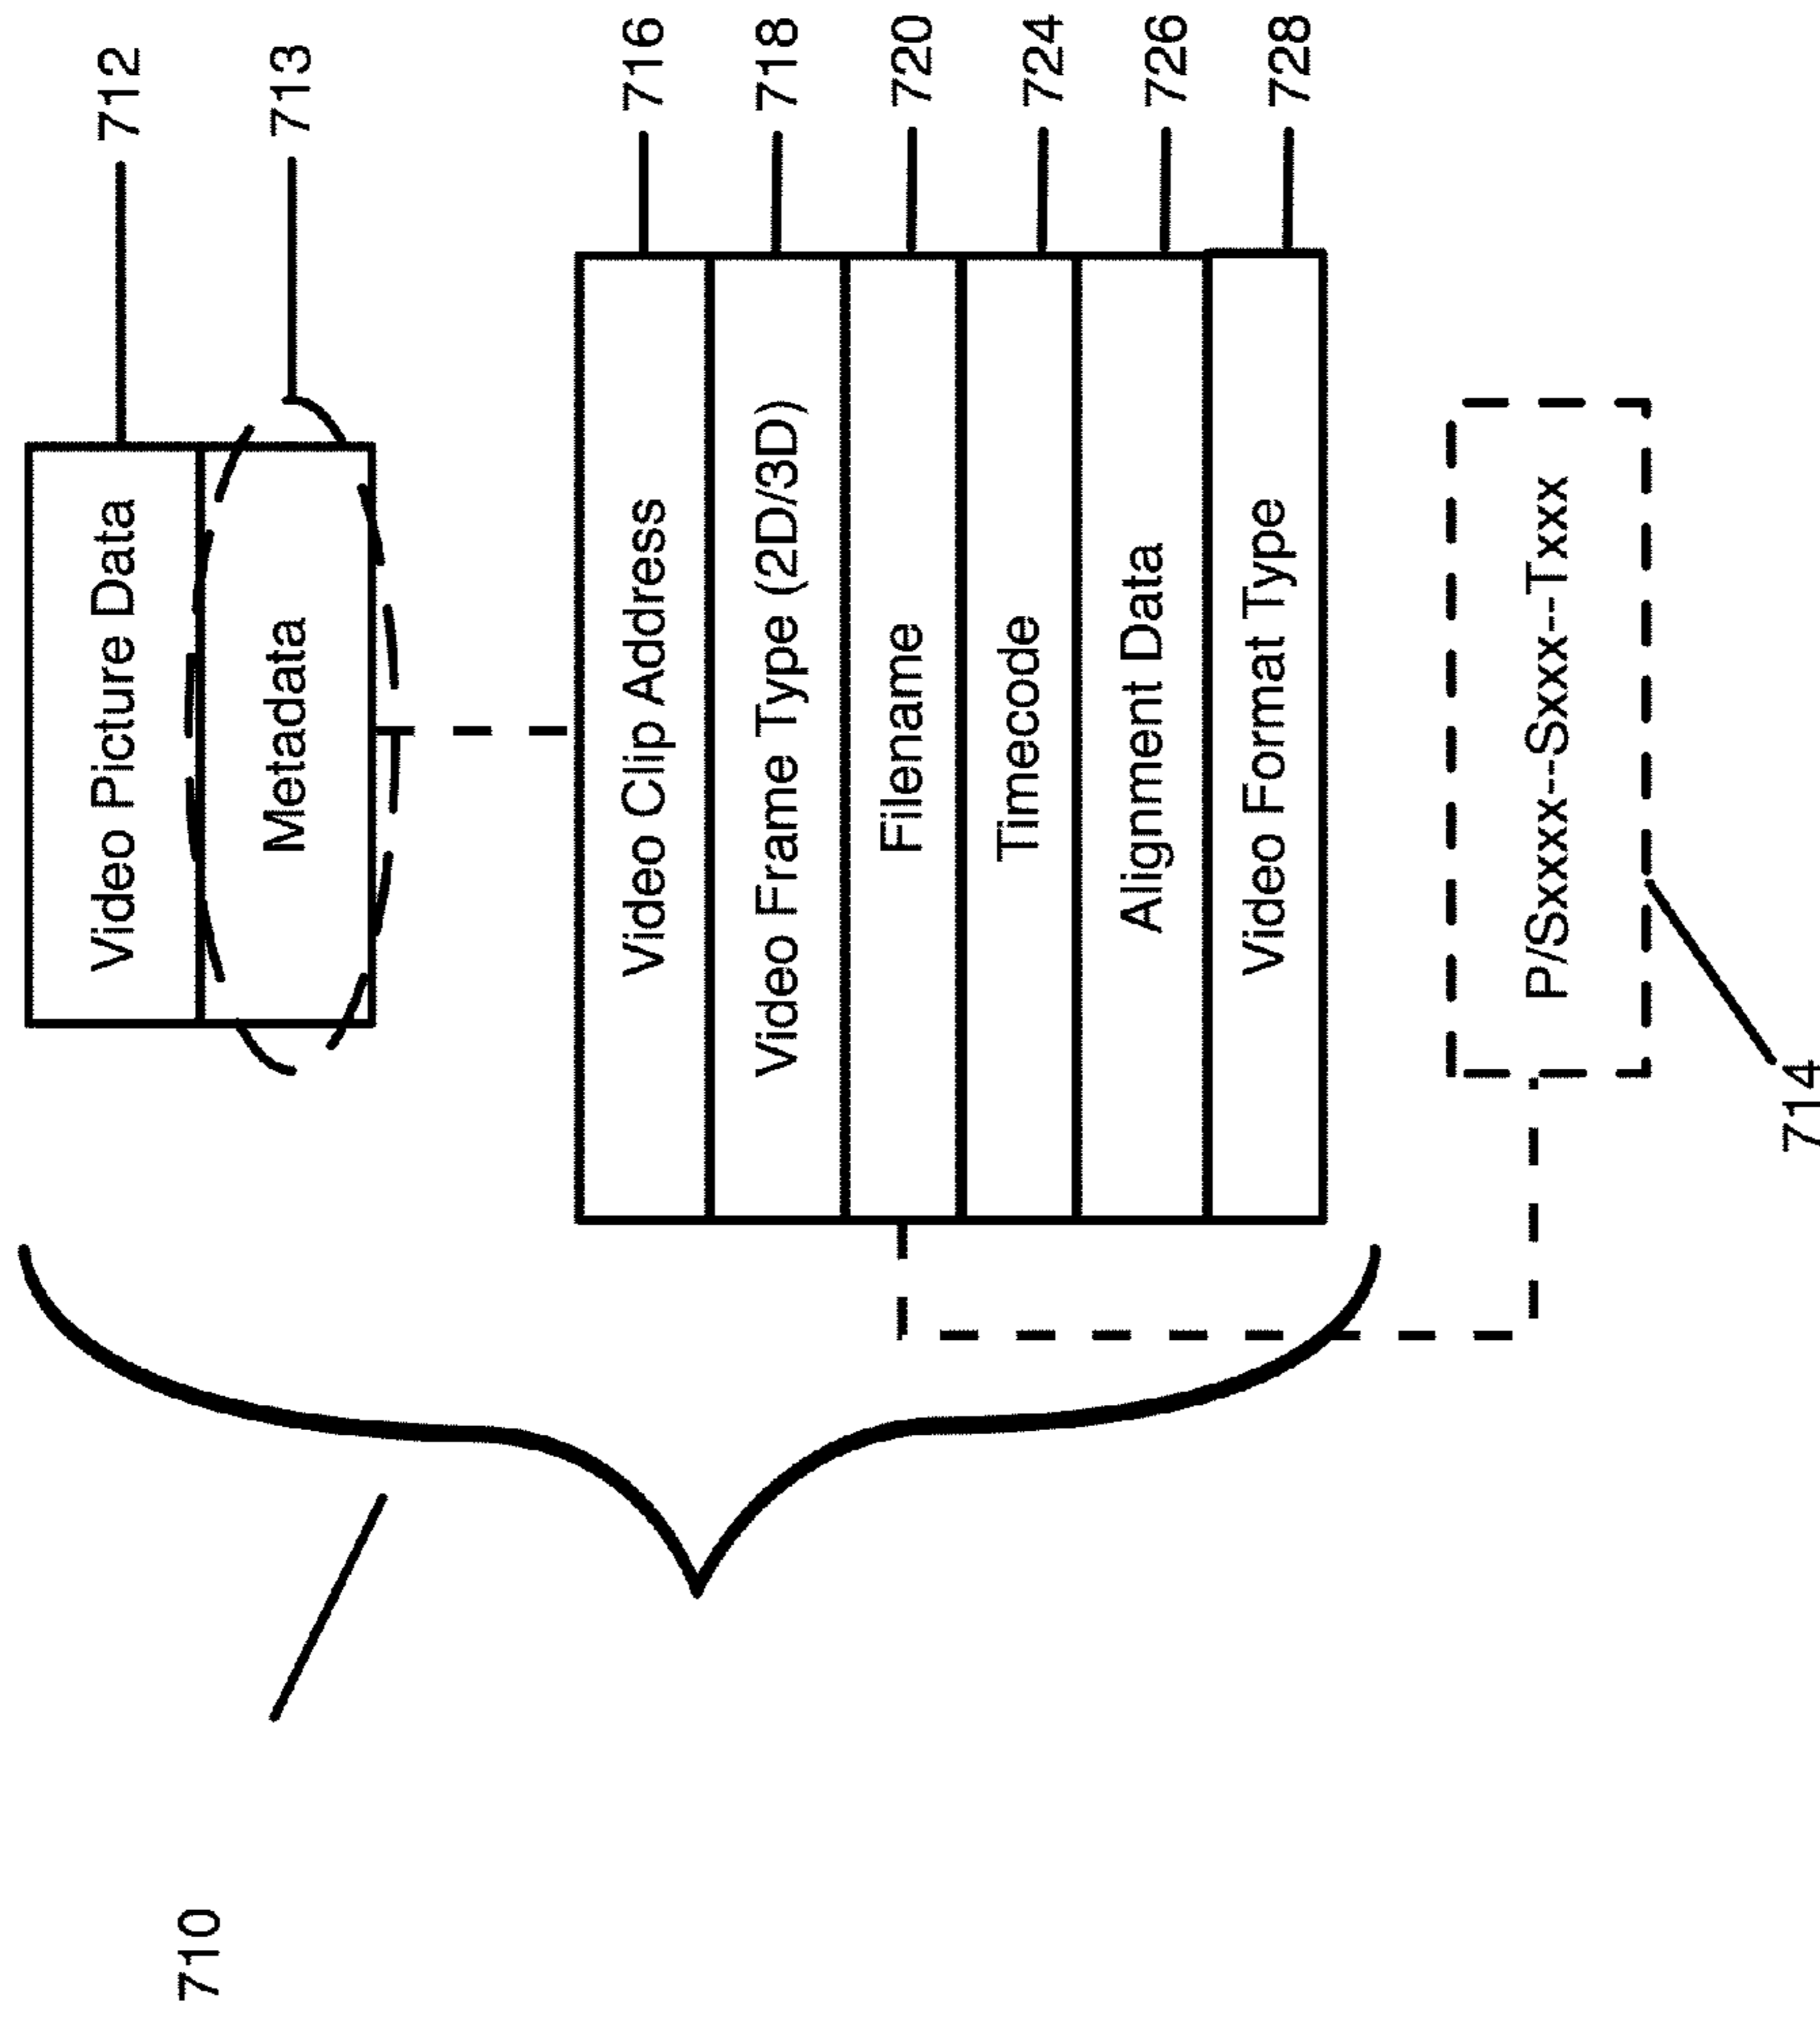 710
Video Picture Data
712
Metadata
713
Video Clip Address
716
Video Frame Type (2D/3D)
718
Filename
720
Timecode
724
Alignment Data
726
Video Format Type
728
P/Sxxxx--Sxxx--Txxx
714